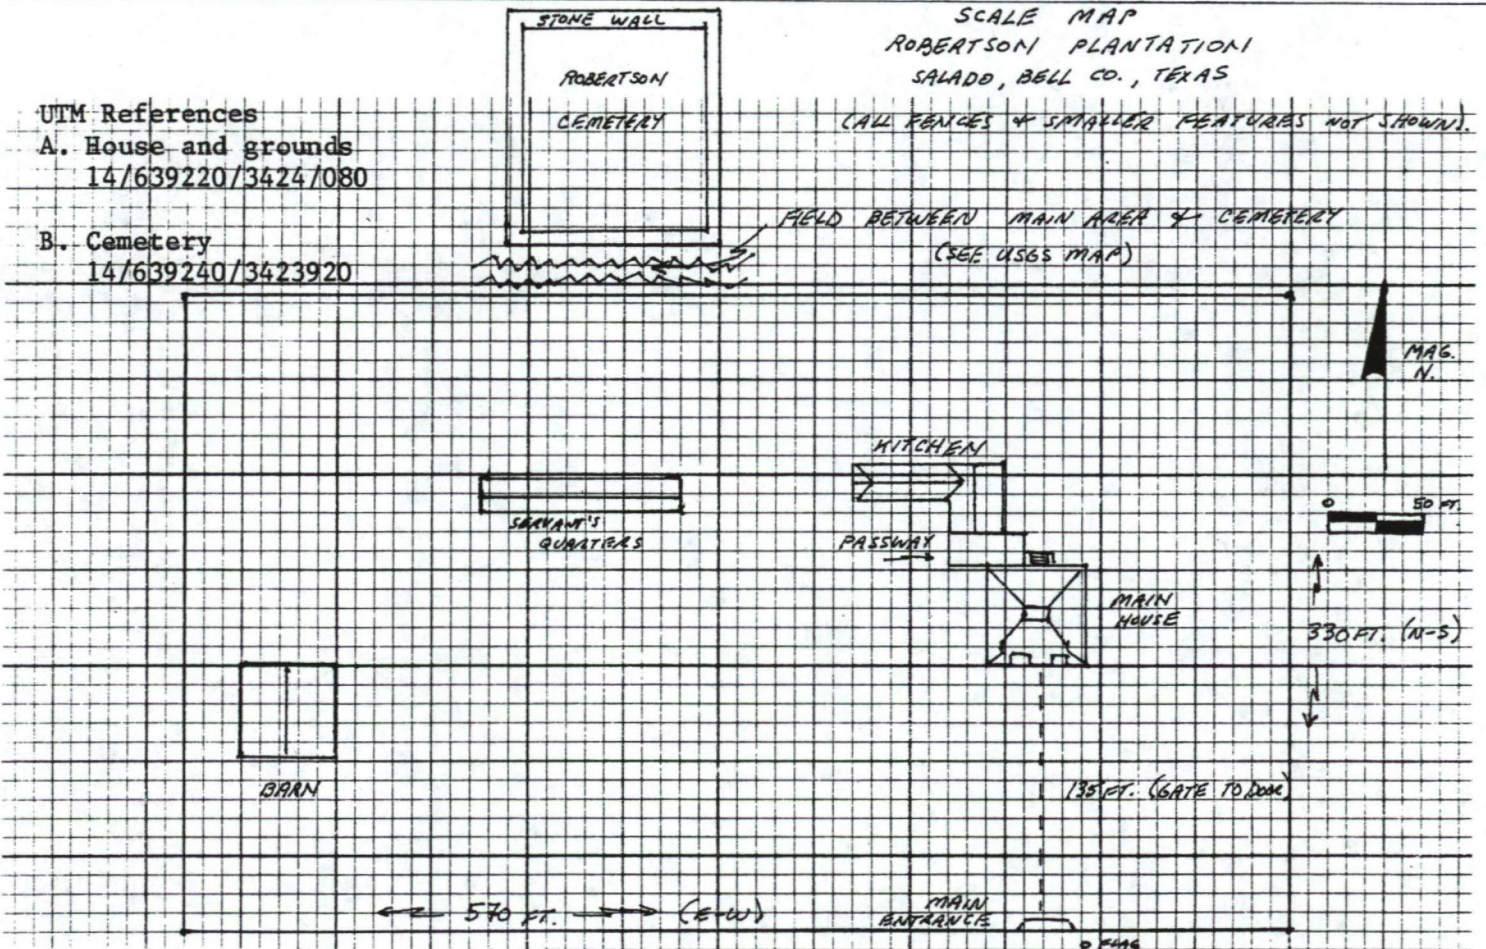 SCALE MAP
ROBERTSON PLANTATION
SALADO, BELL CO., TEXAS
(ALL FENCES & SMALLER FEATURES NOT SHOWN).
STONE WALL
ROBERTSON
CEMETERY
UTM References
A. House and grounds
14/639220/3424/080
B. Cemetery
14/639240/3423920
FIELD BETWEEN MAIN AREA & CEMETERY
(SEE USGS MAP)
MAG.
N.
KITCHEN
0 50 FT.
SERVANT'S
QUARTERS
PASSWAY
MAIN
HOUSE
330 FT. (N-S)
BARN
135 FT. (GATE TO DOOR)
570 FT. (E-W)
MAIN
ENTRANCE
FLAG